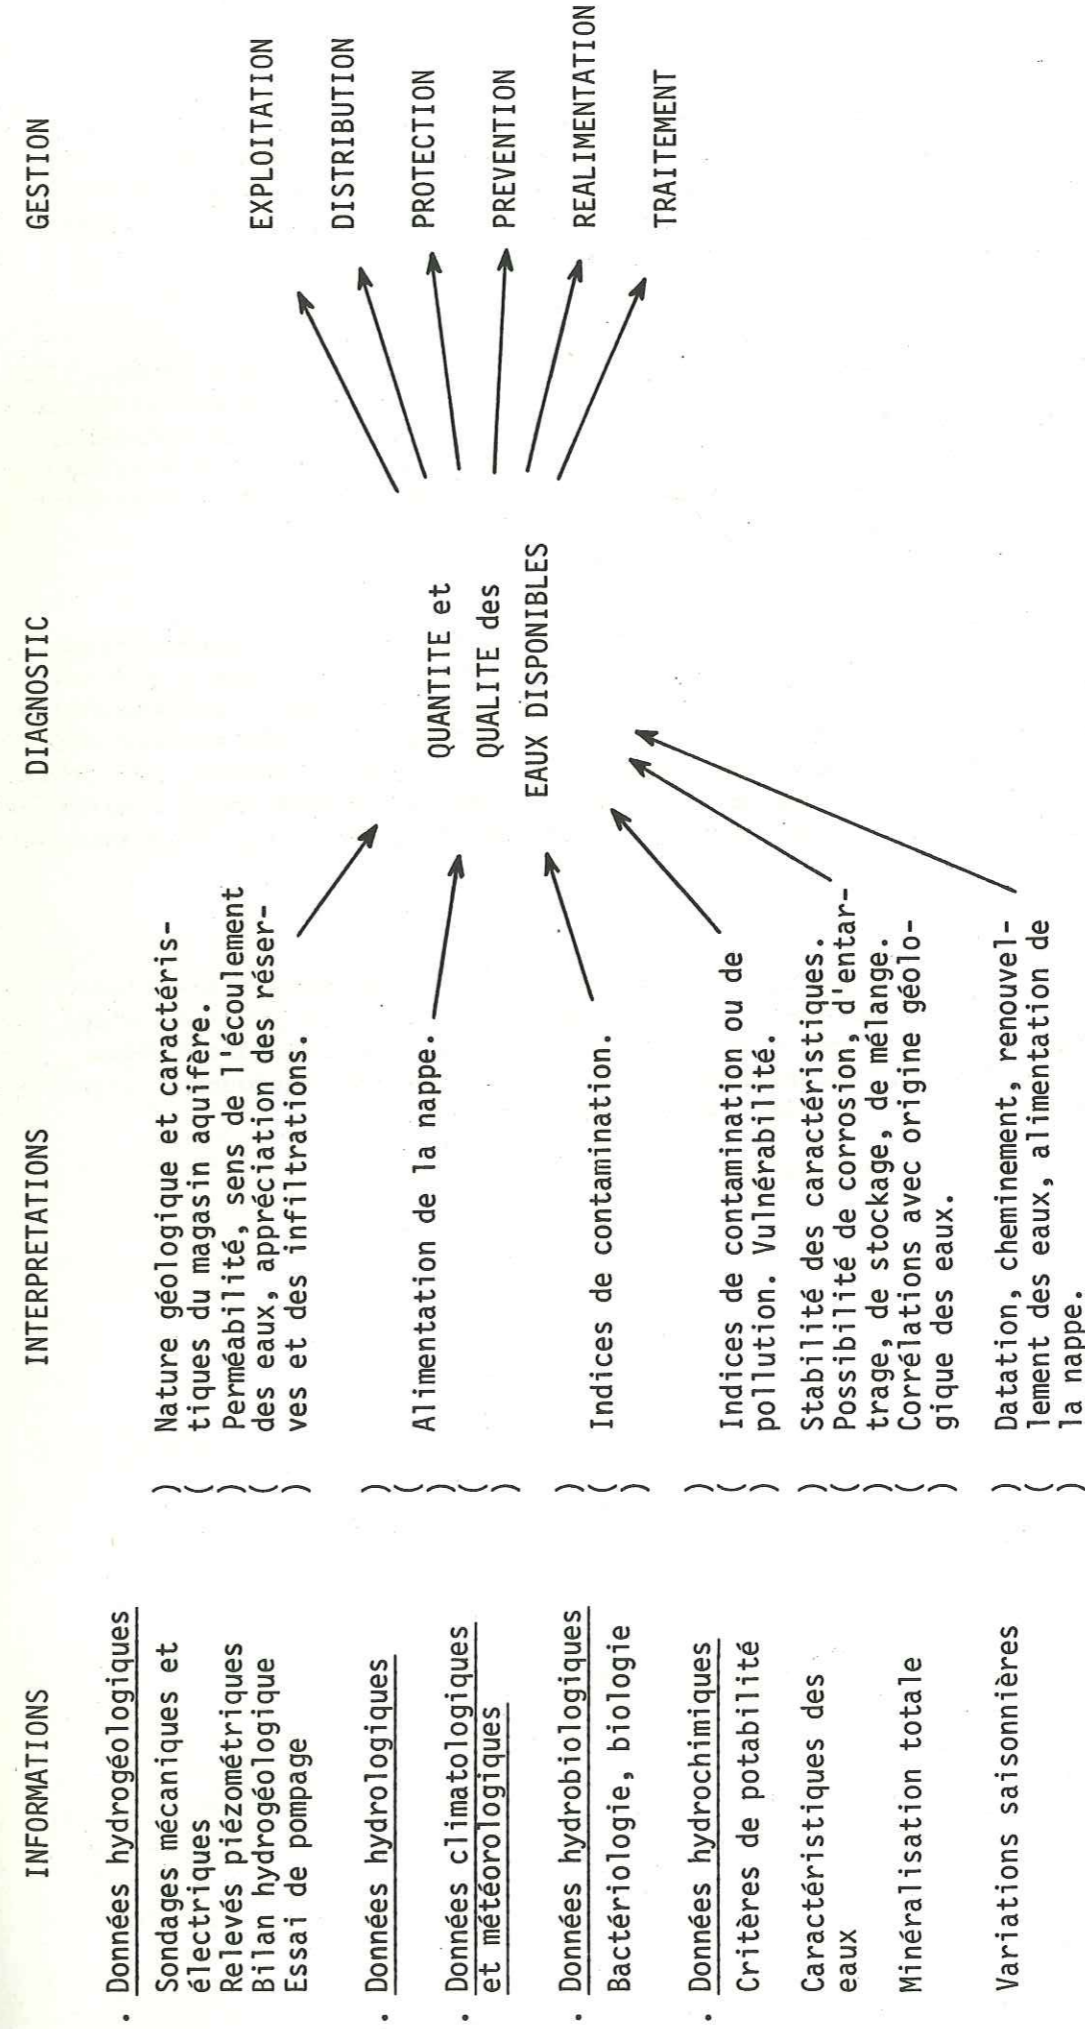 INFORMATIONS
INTERPRETATIONS
DIAGNOSTIC
GESTION
. Données hydrogéologiques
Sondages mécaniques et
électriques
Relevés piézométriques
Bilan hydrogéologique
Essai de pompage
) Nature géologique et caractéris-
( tiques du magasin aquifère.
) Perméabilité, sens de l'écoulement
( des eaux, appréciation des réser-
) ves et des infiltrations.
. Données hydrologiques
. Données climatologiques
et météorologiques
)
(
) Alimentation de la nappe.
(
)
. Données hydrobiologiques
Bactériologie, biologie
)
( Indices de contamination.
)
. Données hydrochimiques
Critères de potabilité
)
( Indices de contamination ou de
) pollution. Vulnérabilité.
Caractéristiques des
eaux
Minéralisation totale
) Stabilité des caractéristiques.
( Possibilité de corrosion, d'entar-
) trage, de stockage, de mélange.
( Corrélations avec origine géolo-
) gique des eaux.
Variations saisonnières
) Datation, cheminement, renouvel-
( lement des eaux, alimentation de
) la nappe.
QUANTITE et
QUALITE des
EAUX DISPONIBLES
EXPLOITATION
DISTRIBUTION
PROTECTION
PREVENTION
REALIMENTATION
TRAITEMENT